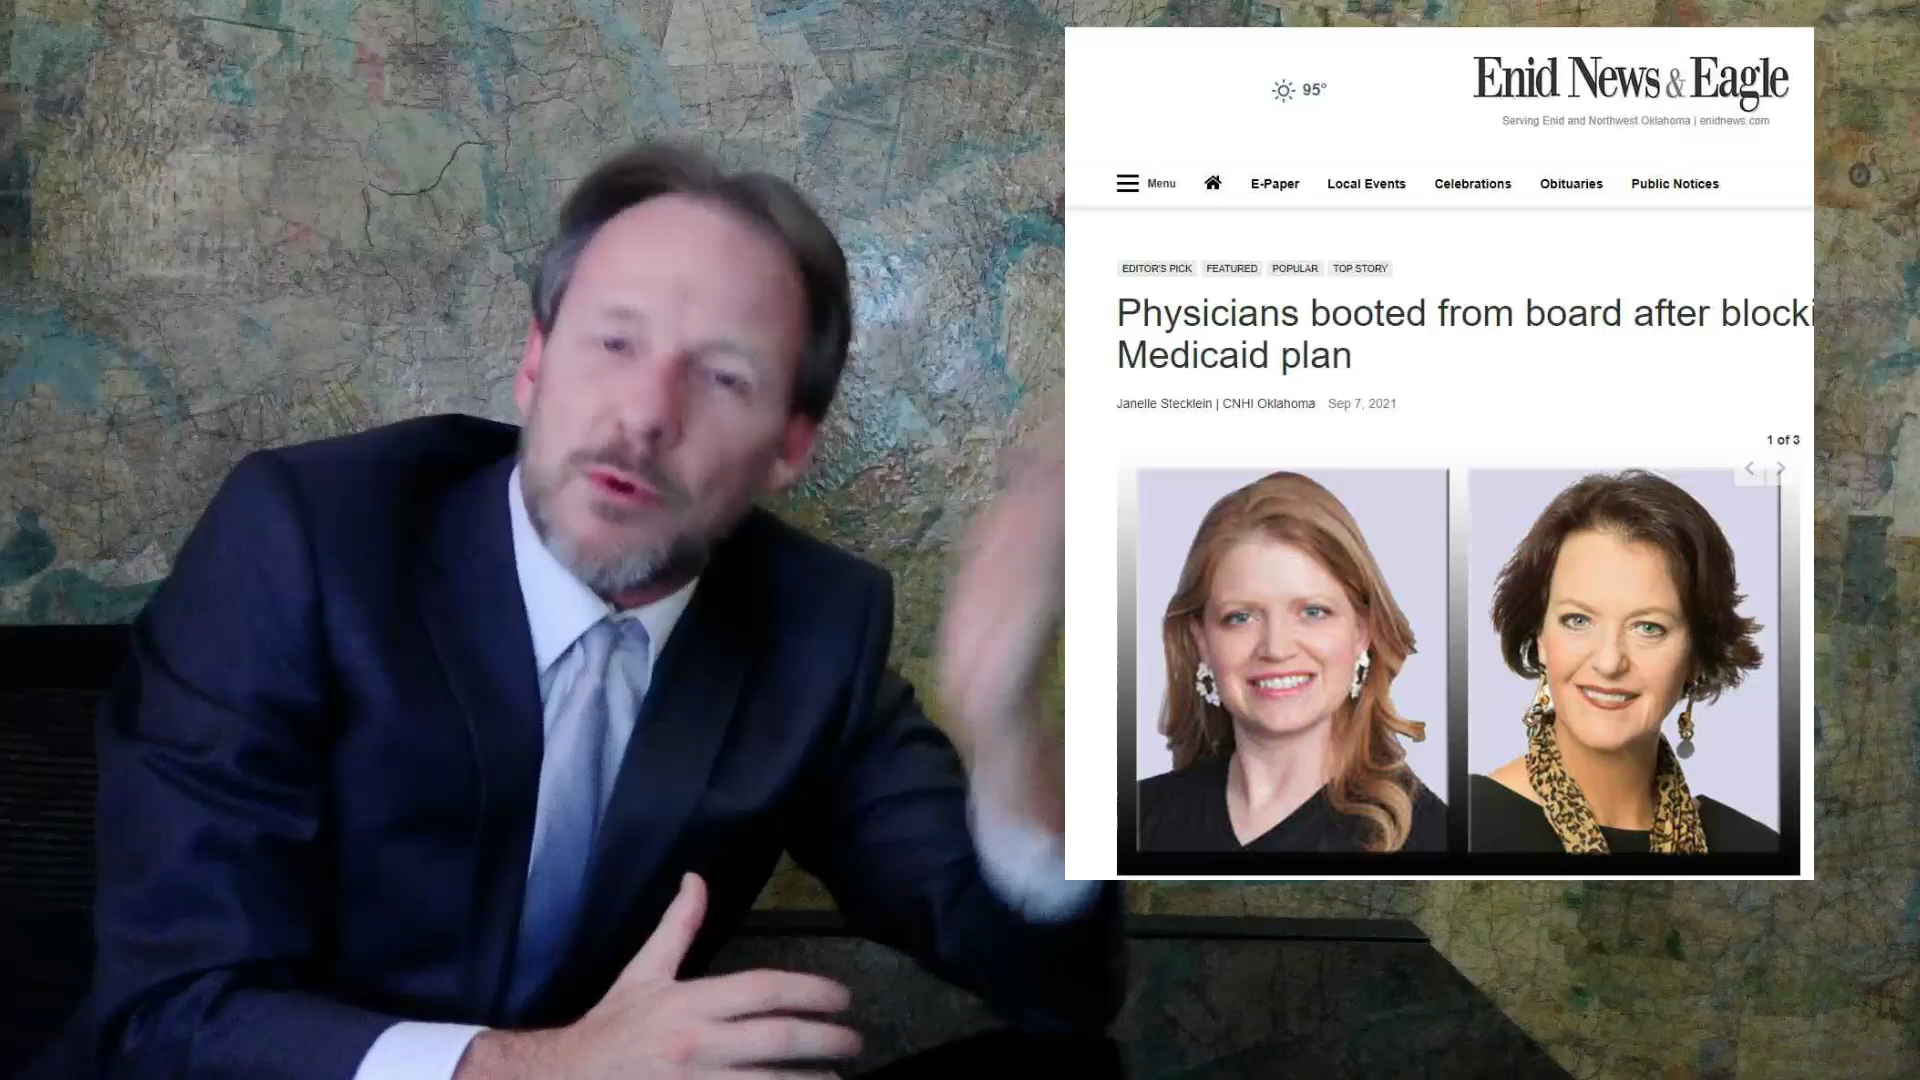 Enid News & Eagle
95°
Serving Enid and Northwest Oklahoma | enidnews.com
Menu E-Paper Local Events Celebrations Obituaries Public Notices
EDITOR'S PICK FEATURED POPULAR TOP STORY
Physicians booted from board after blocki
Medicaid plan
Janelle Stecklein | CNHI Oklahoma Sep 7, 2021
1 of 3